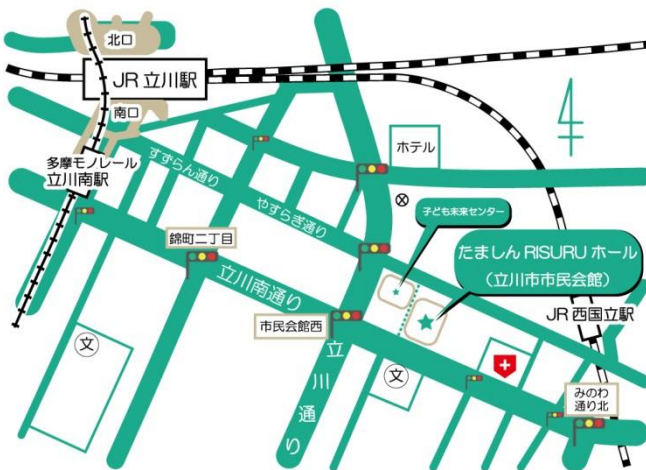 北口
JR 立川駅
南口
多摩モノレール
立川南駅
すずらん通り
ホテル
子ども未来センター
やすらぎ通り
錦町二丁目
たましん RISURU ホール
(立川市市民会館)
立川南通り
市民会館西
JR 西国立駅
立川通り
文
文
みのわ
通り北